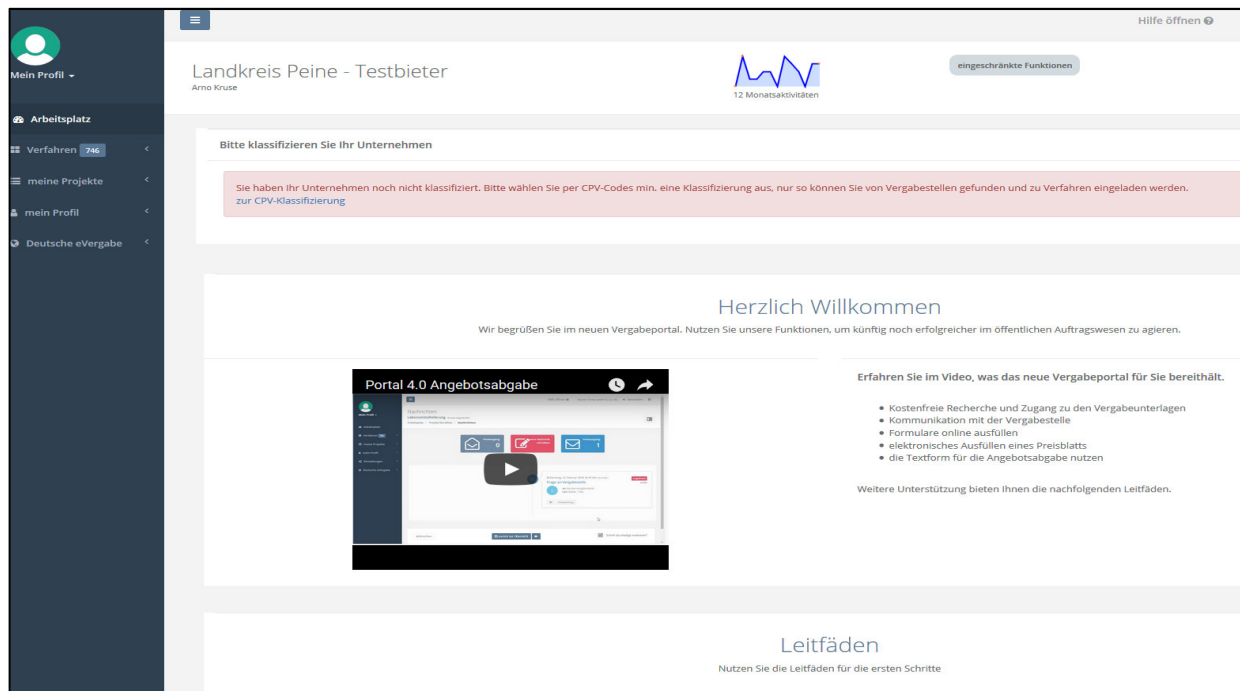 Hilfe öffnen
Mein Profil
Landkreis Peine - Testbieter
Arno Kruse
12 Monatsaktivitäten
eingeschränkte Funktionen
Arbeitsplatz
Verfahren 746
meine Projekte
mein Profil
Deutsche eVergabe
Bitte klassifizieren Sie Ihr Unternehmen
Sie haben Ihr Unternehmen noch nicht klassifiziert. Bitte wählen Sie per CPV-Codes min. eine Klassifizierung aus, nur so können Sie von Vergabestellen gefunden und zu Verfahren eingeladen werden.
zur CPV-Klassifizierung
Herzlich Willkommen
Wir begrüßen Sie im neuen Vergabeportal. Nutzen Sie unsere Funktionen, um künftig noch erfolgreicher im öffentlichen Auftragswesen zu agieren.
Portal 4.0 Angebotsabgabe
Nachrichten
0
1
Erfahren Sie im Video, was das neue Vergabeportal für Sie bereithält.
Kostenfreie Recherche und Zugang zu den Vergabeunterlagen
Kommunikation mit der Vergabestelle
Formulare online ausfüllen
elektronisches Ausfüllen eines Preisblatts
die Textform für die Angebotsabgabe nutzen
Weitere Unterstützung bieten Ihnen die nachfolgenden Leitfäden.
Leitfäden
Nutzen Sie die Leitfäden für die ersten Schritte